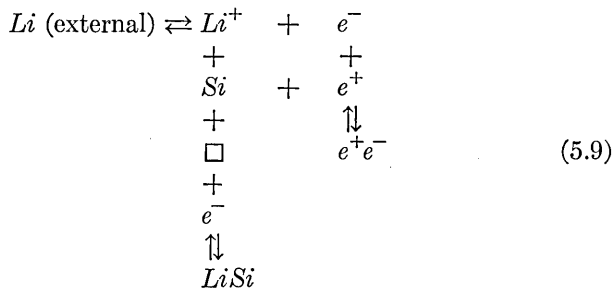 Li (external) ⇄ Li⁺ + e⁻
+ +
Si + e⁺
+ ⇅
□ e⁺e⁻ (5.9)
+
e⁻
⇅
LiSi